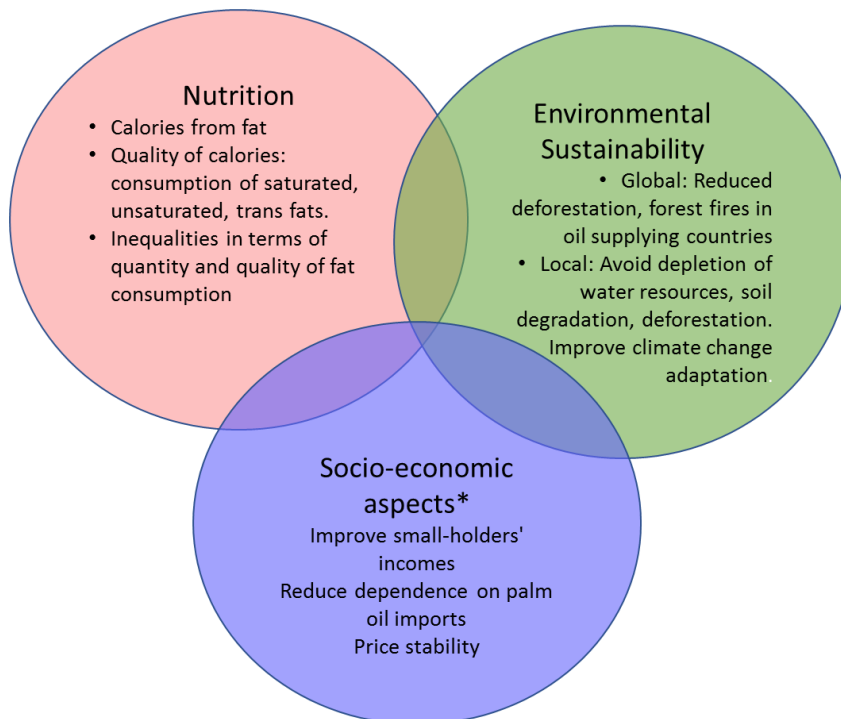 Nutrition
• Calories from fat
• Quality of calories:
consumption of saturated,
unsaturated, trans fats.
• Inequalities in terms of
quantity and quality of fat
consumption
Environmental
Sustainability
• Global: Reduced
deforestation, forest fires in
oil supplying countries
• Local: Avoid depletion of
water resources, soil
degradation, deforestation.
Improve climate change
adaptation.
Socio-economic
aspects*
Improve small-holders'
incomes
Reduce dependence on palm
oil imports
Price stability